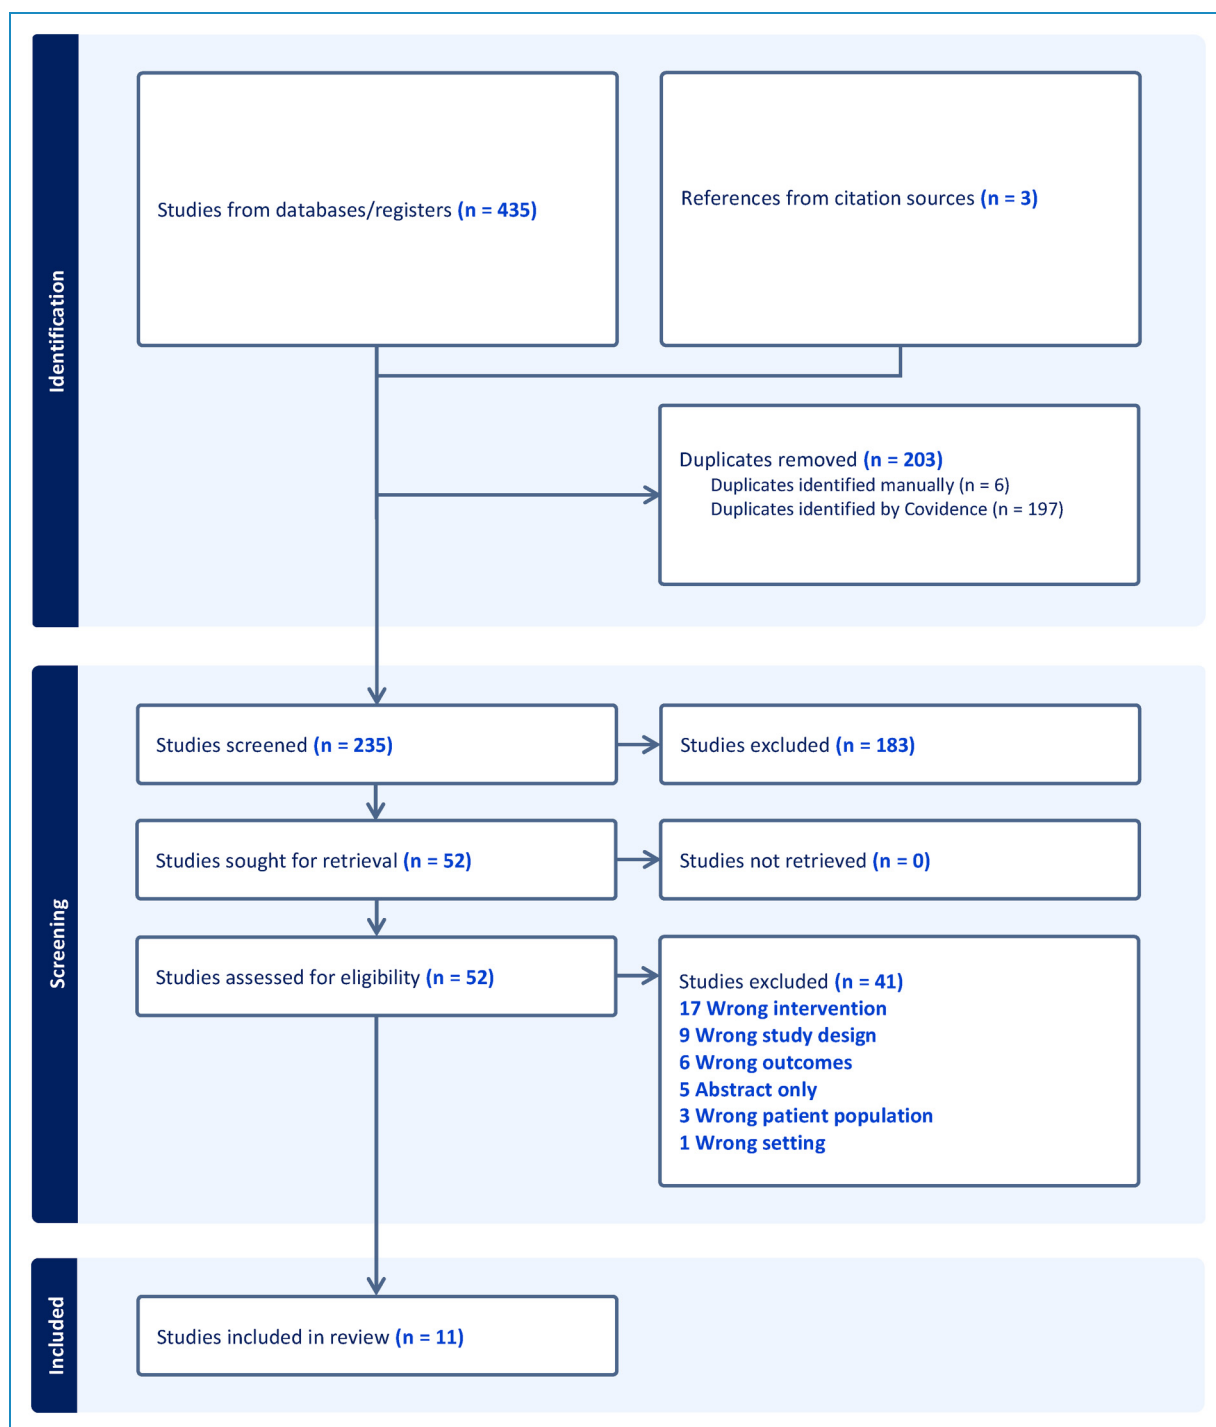 Identification
Studies from databases/registers (n = 435)
References from citation sources (n = 3)
Duplicates removed (n = 203)
Duplicates identified manually (n = 6)
Duplicates identified by Covidence (n = 197)
Screening
Studies screened (n = 235)
Studies excluded (n = 183)
Studies sought for retrieval (n = 52)
Studies not retrieved (n = 0)
Studies assessed for eligibility (n = 52)
Studies excluded (n = 41)
17 Wrong intervention
9 Wrong study design
6 Wrong outcomes
5 Abstract only
3 Wrong patient population
1 Wrong setting
Included
Studies included in review (n = 11)